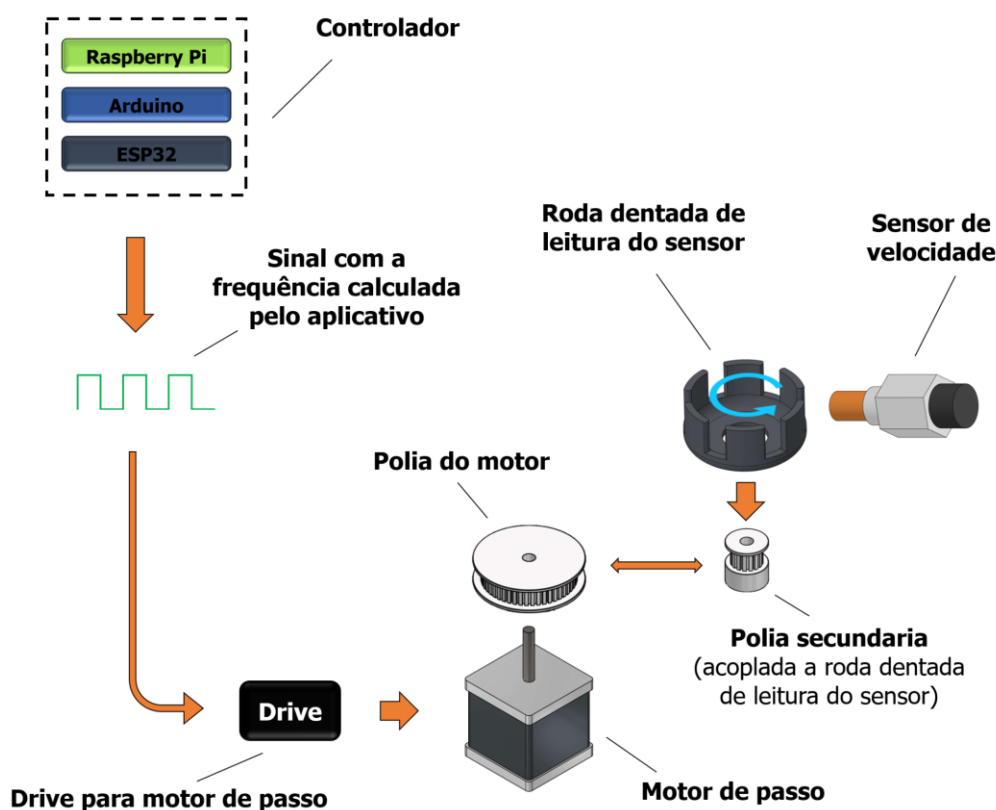 Controlador
Raspberry Pi
Arduino
ESP32
Roda dentada de
leitura do sensor
Sensor de
velocidade
Sinal com a
frequência calculada
pelo aplicativo
Polia do motor
Polia secundaria
(acoplada a roda dentada
de leitura do sensor)
Drive
Drive para motor de passo
Motor de passo